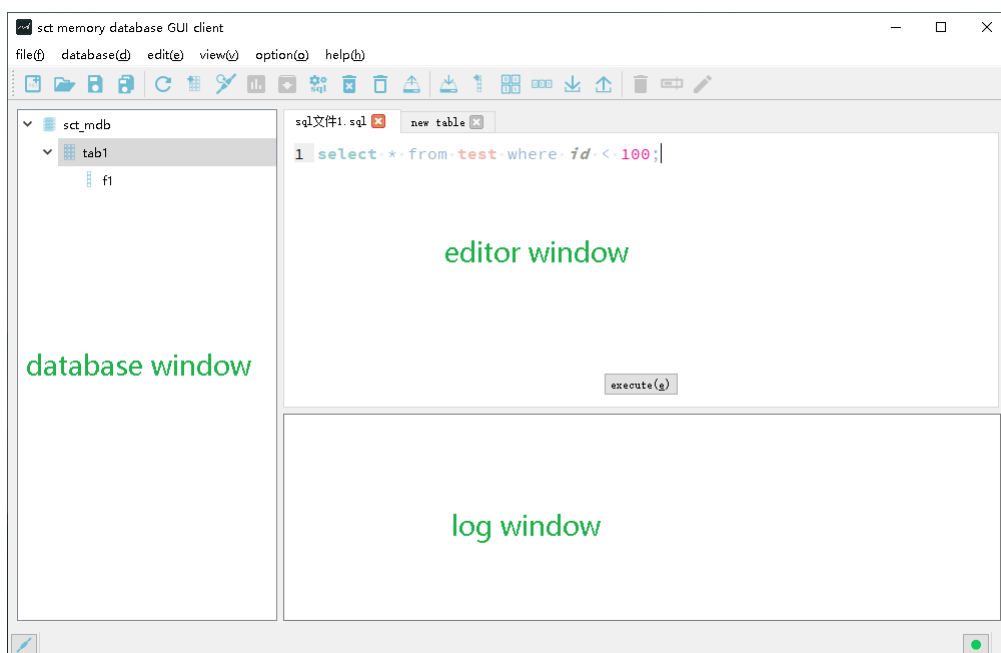 sct memory database GUI client
file(f) database(d) edit(e) view(v) option(o) help(h)
sct_mdb
tab1
f1
sql文件1.sql
new table
1 select * from test where id < 100;
editor window
database window
execute(e)
log window